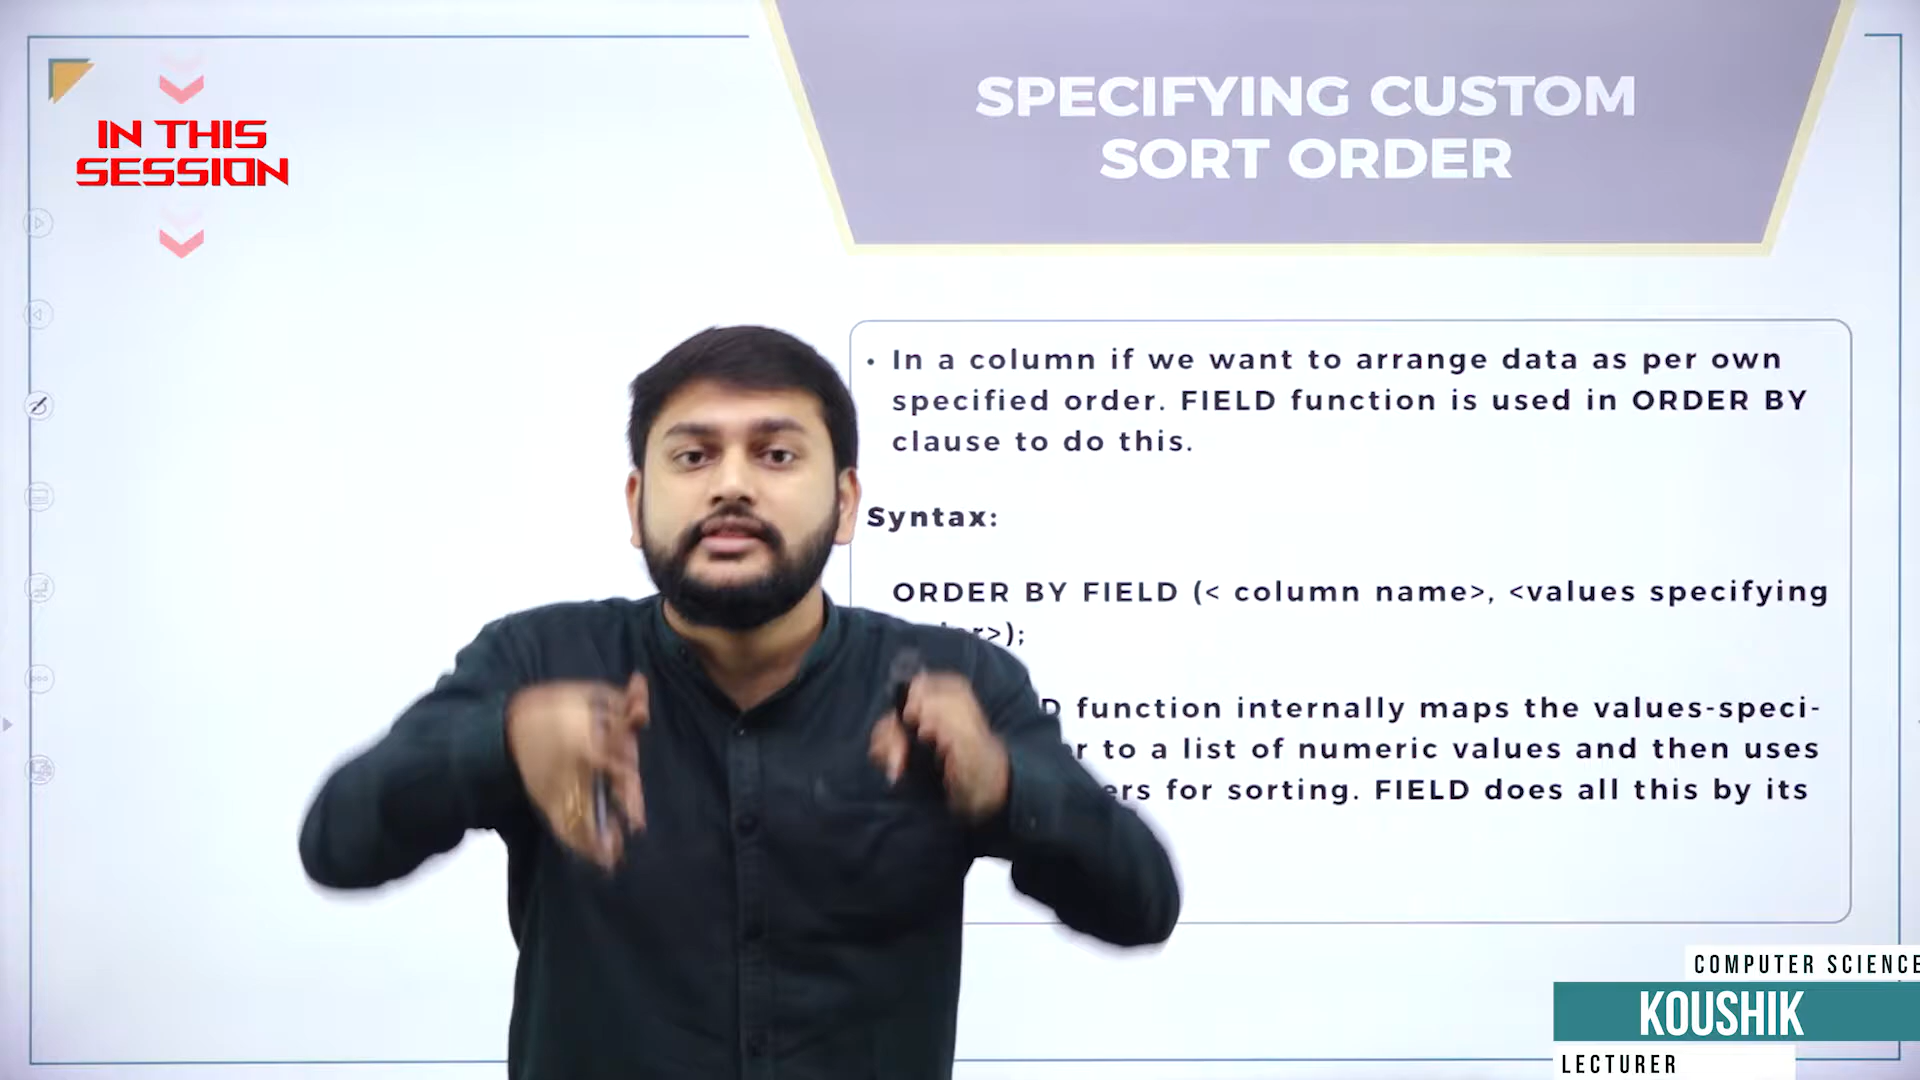 IN THIS
SESSION
SPECIFYING CUSTOM
SORT ORDER
• In a column if we want to arrange data as per own
specified order. FIELD function is used in ORDER BY
clause to do this.
Syntax:
ORDER BY FIELD (< column name>, <values specifying
>);
function internally maps the values-speci-
to a list of numeric values and then uses
for sorting. FIELD does all this by its
COMPUTER SCIENCE
KOUSHIK
LECTURER